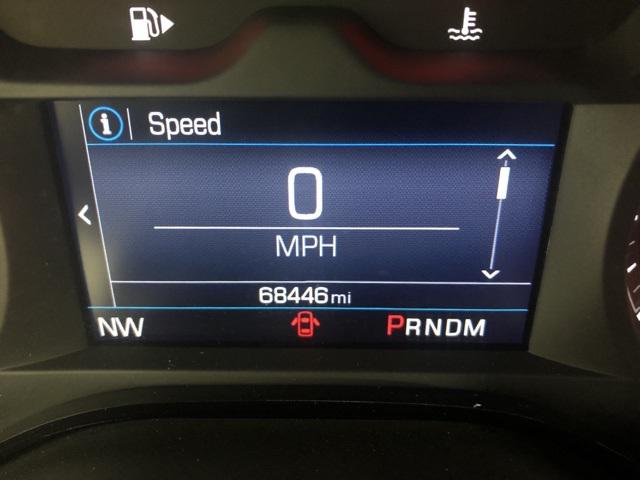 i Speed
0
MPH
68446 mi
NW PRNDM